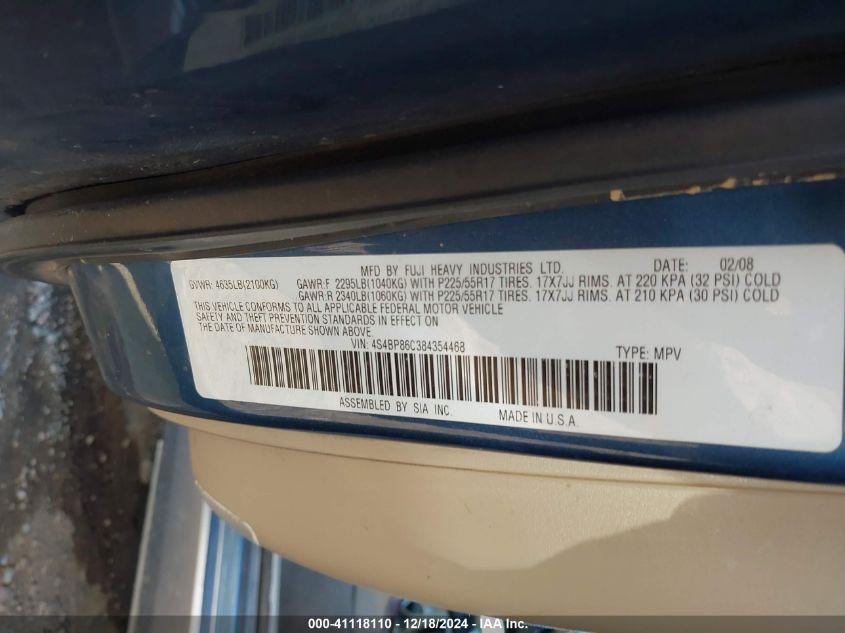 MFD BY FUJI HEAVY INDUSTRIES LTD. DATE: 02/08
GVWR: 4635LB(2100KG) GAWR:F 2295LB(1040KG) WITH P225/55R17 TIRES. 17X7JJ RIMS. AT 220 KPA (32 PSI) COLD
GAWR:R 2340LB(1060KG) WITH P225/55R17 TIRES. 17X7JJ RIMS. AT 210 KPA (30 PSI) COLD
THIS VEHICLE CONFORMS TO ALL APPLICABLE FEDERAL MOTOR VEHICLE
SAFETY AND THEFT PREVENTION STANDARDS IN EFFECT ON
THE DATE OF MANUFACTURE SHOWN ABOVE.
VIN: 4S4BP86C384354468 TYPE: MPV
ASSEMBLED BY SIA INC. MADE IN U.S.A.
000-41118110 - 12/18/2024 - IAA Inc.